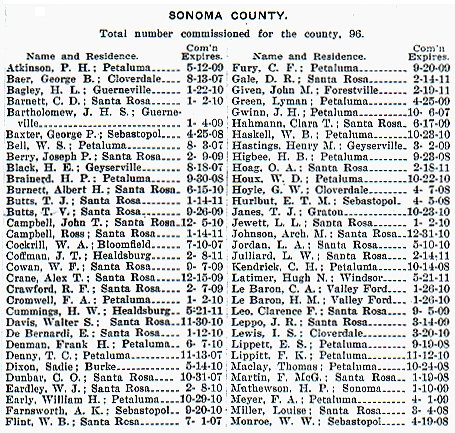 SONOMA COUNTY.
Total number commissioned for the county, 96.
Name and Residence. Com'n Expires.
Atkinson, P. H.; Petaluma 5-12-09
Baer, George B.; Cloverdale 8-13-07
Bagley, H. L.; Guerneville 1-22-10
Barnett, C. D.; Santa Rosa 1- 2-10
Bartholomew, J. H. S.; Guerne-
ville 1- 4-09
Baxter, George P.; Sebastopol 4-25-08
Bell, W. S.; Petaluma 8- 3-07
Berry, Joseph P.; Santa Rosa 2- 9-09
Black, H. E.; Geyserville 8-18-07
Brainerd, H. P.; Petaluma 9-30-08
Burnett, Albert H.; Santa Rosa 6-15-10
Butts, T. J.; Santa Rosa 1-14-11
Butts, T. V.; Santa Rosa 9-26-09
Campbell, John T.; Santa Rosa 12- 5-10
Campbell, Ross; Santa Rosa 1-14-11
Cockrill, W. A.; Bloomfield 7-10-07
Coffman, J. T.; Healdsburg 2- 8-11
Cowan, W. F.; Santa Rosa 9- 7-09
Crane, Alex T.; Santa Rosa 12-15-09
Crawford, R. F.; Santa Rosa 2- 7-09
Cromwell, F. A.; Petaluma 1- 2-10
Cummings, H. W.; Healdsburg 5-21-11
Davis, Walter S.; Santa Rosa 11-30-10
De Bernardi, E.; Santa Rosa 1-12-10
Denman, Frank H.; Petaluma 6- 7-10
Denny, T. C.; Petaluma 11-13-07
Dixon, Sadie; Burke 5-14-10
Dunbar, C. O.; Santa Rosa 10-31-07
Eardley, W. J.; Santa Rosa 2- 8-10
Early, William H.; Petaluma 10-29-10
Farnsworth, A. K.; Sebastopol 9-20-10
Flint, W. B.; Santa Rosa 7- 1-07
Name and Residence. Com'n Expires.
Fury, C. F.; Petaluma 9-20-09
Gale, D. R.; Santa Rosa 2-14-11
Given, John M.; Forestville 2-19-11
Green, Lyman; Petaluma 4-25-09
Gwinn, J. H.; Petaluma 10- 6-07
Hahmann, Clara T.; Santa Rosa 6-17-09
Haskell, W. B.; Petaluma 10-23-10
Hastings, Henry M.; Geyserville 3- 2-09
Higbee, H. B.; Petaluma 9-23-08
Hoag, O. A.; Santa Rosa 2-18-11
Houx, W. D.; Petaluma 10-22-10
Hoyle, G. W.; Cloverdale 4- 7-08
Hurlbut, E. T. M.; Sebastopol 4- 5-08
Janes, T. J.; Graton 10-23-10
Jewett, L. L.; Santa Rosa 1- 2-10
Johnson, Arch. M.; Santa Rosa 12-31-10
Jordan, L. A.; Santa Rosa 5-10-10
Julliard, L. W.; Santa Rosa 2-14-11
Kendrick, C. H.; Petaluma 10-14-08
Latimer, Hugh N.; Windsor 5-21-11
Le Baron, C. A.; Valley Ford 1-26-10
Le Baron, H. M.; Valley Ford 1-26-10
Leo, Clarence F.; Santa Rosa 9- 5-09
Leppo, J. R.; Santa Rosa 3-14-09
Lewis, I. S.; Cloverdale 3-20-10
Lippett, E. S.; Petaluma 9-19-08
Lippitt, F. K.; Petaluma 11-12-10
Maclay, Thomas; Petaluma 10-24-08
Martin, F. McG.; Santa Rosa 1-19-08
Mathewson, H. P.; Sonoma 1-10-09
Meyer, F. A.; Petaluma 4- 1-09
Miller, Louise; Santa Rosa 3- 4-08
Monroe, W. W.; Sebastopol 4-19-08